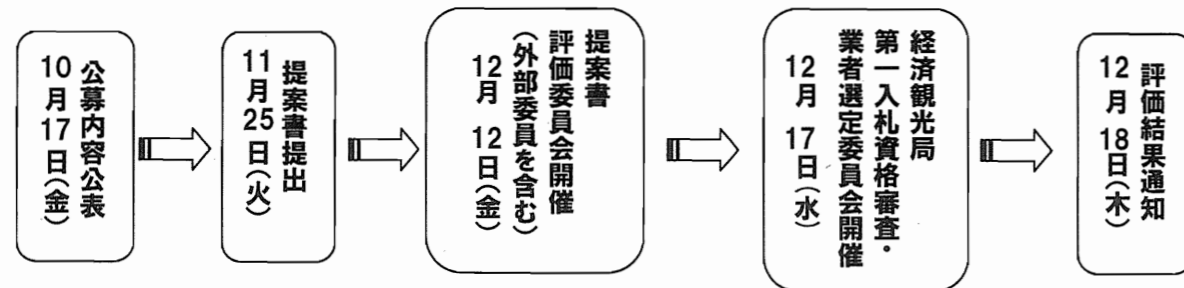 公募内容公表
10月17日(金)
提案書提出
11月25日(火)
提案書
評価委員会開催
(外部委員を含む)
12月 12日(金)
経済観光局
第一入札資格審査・
業者選定委員会開催
12月 17日(水)
評価結果通知
12月 18日(木)